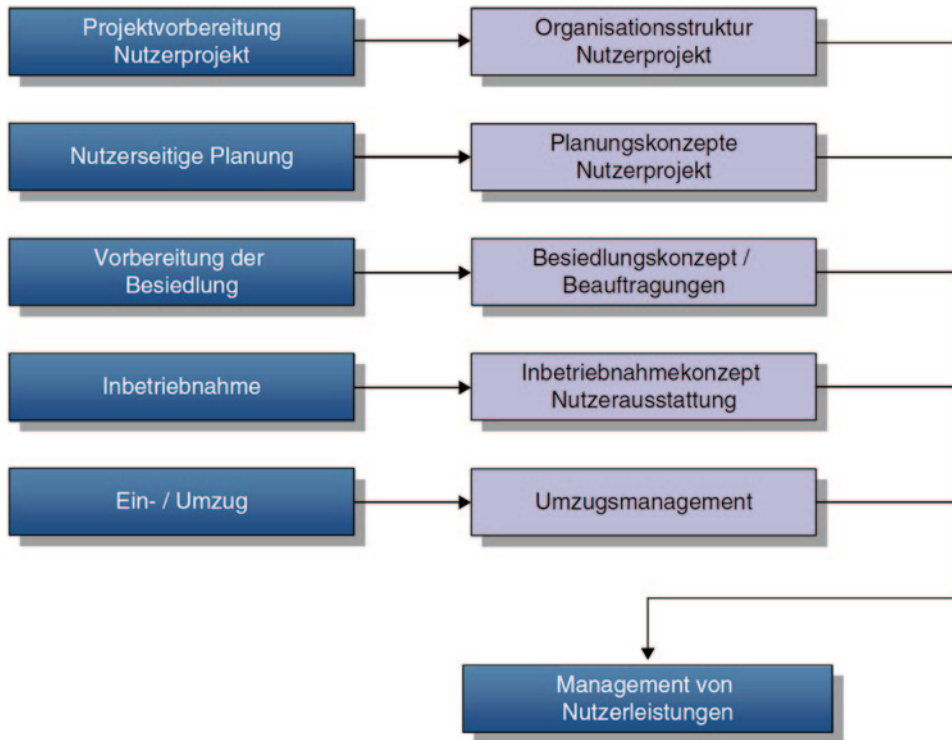 Projektvorbereitung
Nutzerprojekt
Organisationsstruktur
Nutzerprojekt
Nutzerseitige Planung
Planungskonzepte
Nutzerprojekt
Vorbereitung der
Besiedlung
Besiedlungskonzept /
Beauftragungen
Inbetriebnahme
Inbetriebnahmekonzept
Nutzerausstattung
Ein- / Umzug
Umzugsmanagement
Management von
Nutzerleistungen